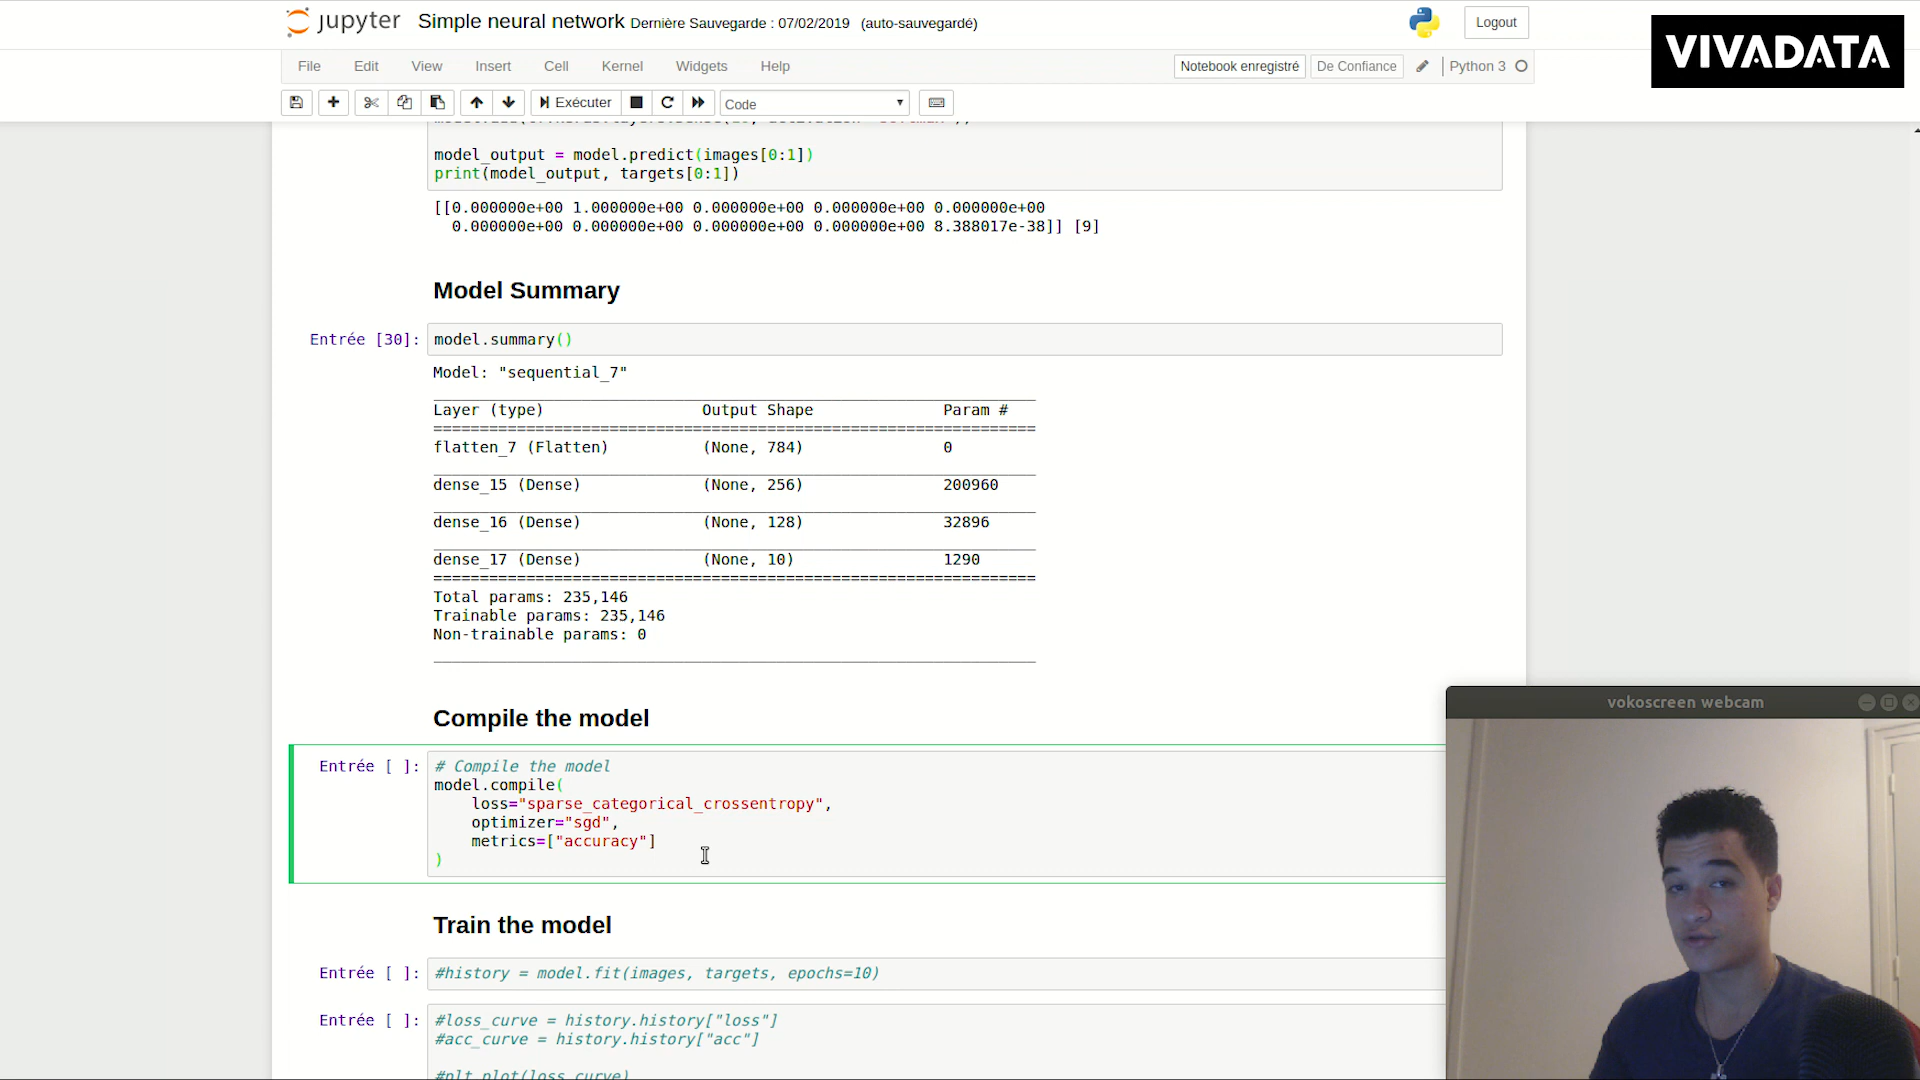 jupyter Simple neural network Dernière Sauvegarde : 07/02/2019 (auto-sauvegardé)
Logout
VIVADATA
File Edit View Insert Cell Kernel Widgets Help
Notebook enregistré De Confiance Python 3
Exécuter Code
model_output = model.predict(images[0:1])
print(model_output, targets[0:1])
[[0.000000e+00 1.000000e+00 0.000000e+00 0.000000e+00 0.000000e+00
0.000000e+00 0.000000e+00 0.000000e+00 0.000000e+00 8.388017e-38]] [9]
Model Summary
Entrée [30]: model.summary()
Model: "sequential_7"
Layer (type) Output Shape Param #
=================================================================
flatten_7 (Flatten) (None, 784) 0
dense_15 (Dense) (None, 256) 200960
dense_16 (Dense) (None, 128) 32896
dense_17 (Dense) (None, 10) 1290
=================================================================
Total params: 235,146
Trainable params: 235,146
Non-trainable params: 0
Compile the model
Entrée [ ]: # Compile the model
model.compile(
loss="sparse_categorical_crossentropy",
optimizer="sgd",
metrics=["accuracy"]
)
vokoscreen webcam
Train the model
Entrée [ ]: #history = model.fit(images, targets, epochs=10)
Entrée [ ]: #loss_curve = history.history["loss"]
#acc_curve = history.history["acc"]
#plt.plot(loss_curve)